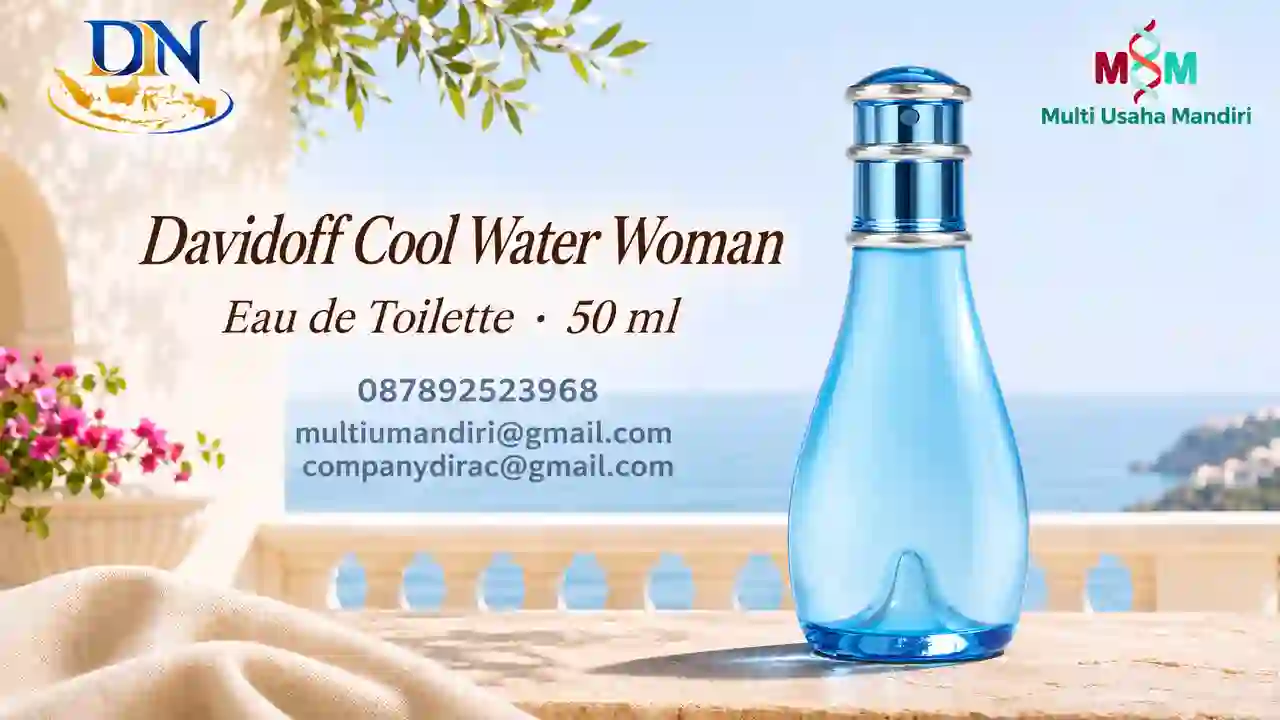 DN
MSM
Multi Usaha Mandiri
Davidoff Cool Water Woman
Eau de Toilette · 50 ml
087892523968
multiumandiri@gmail.com
companydirac@gmail.com